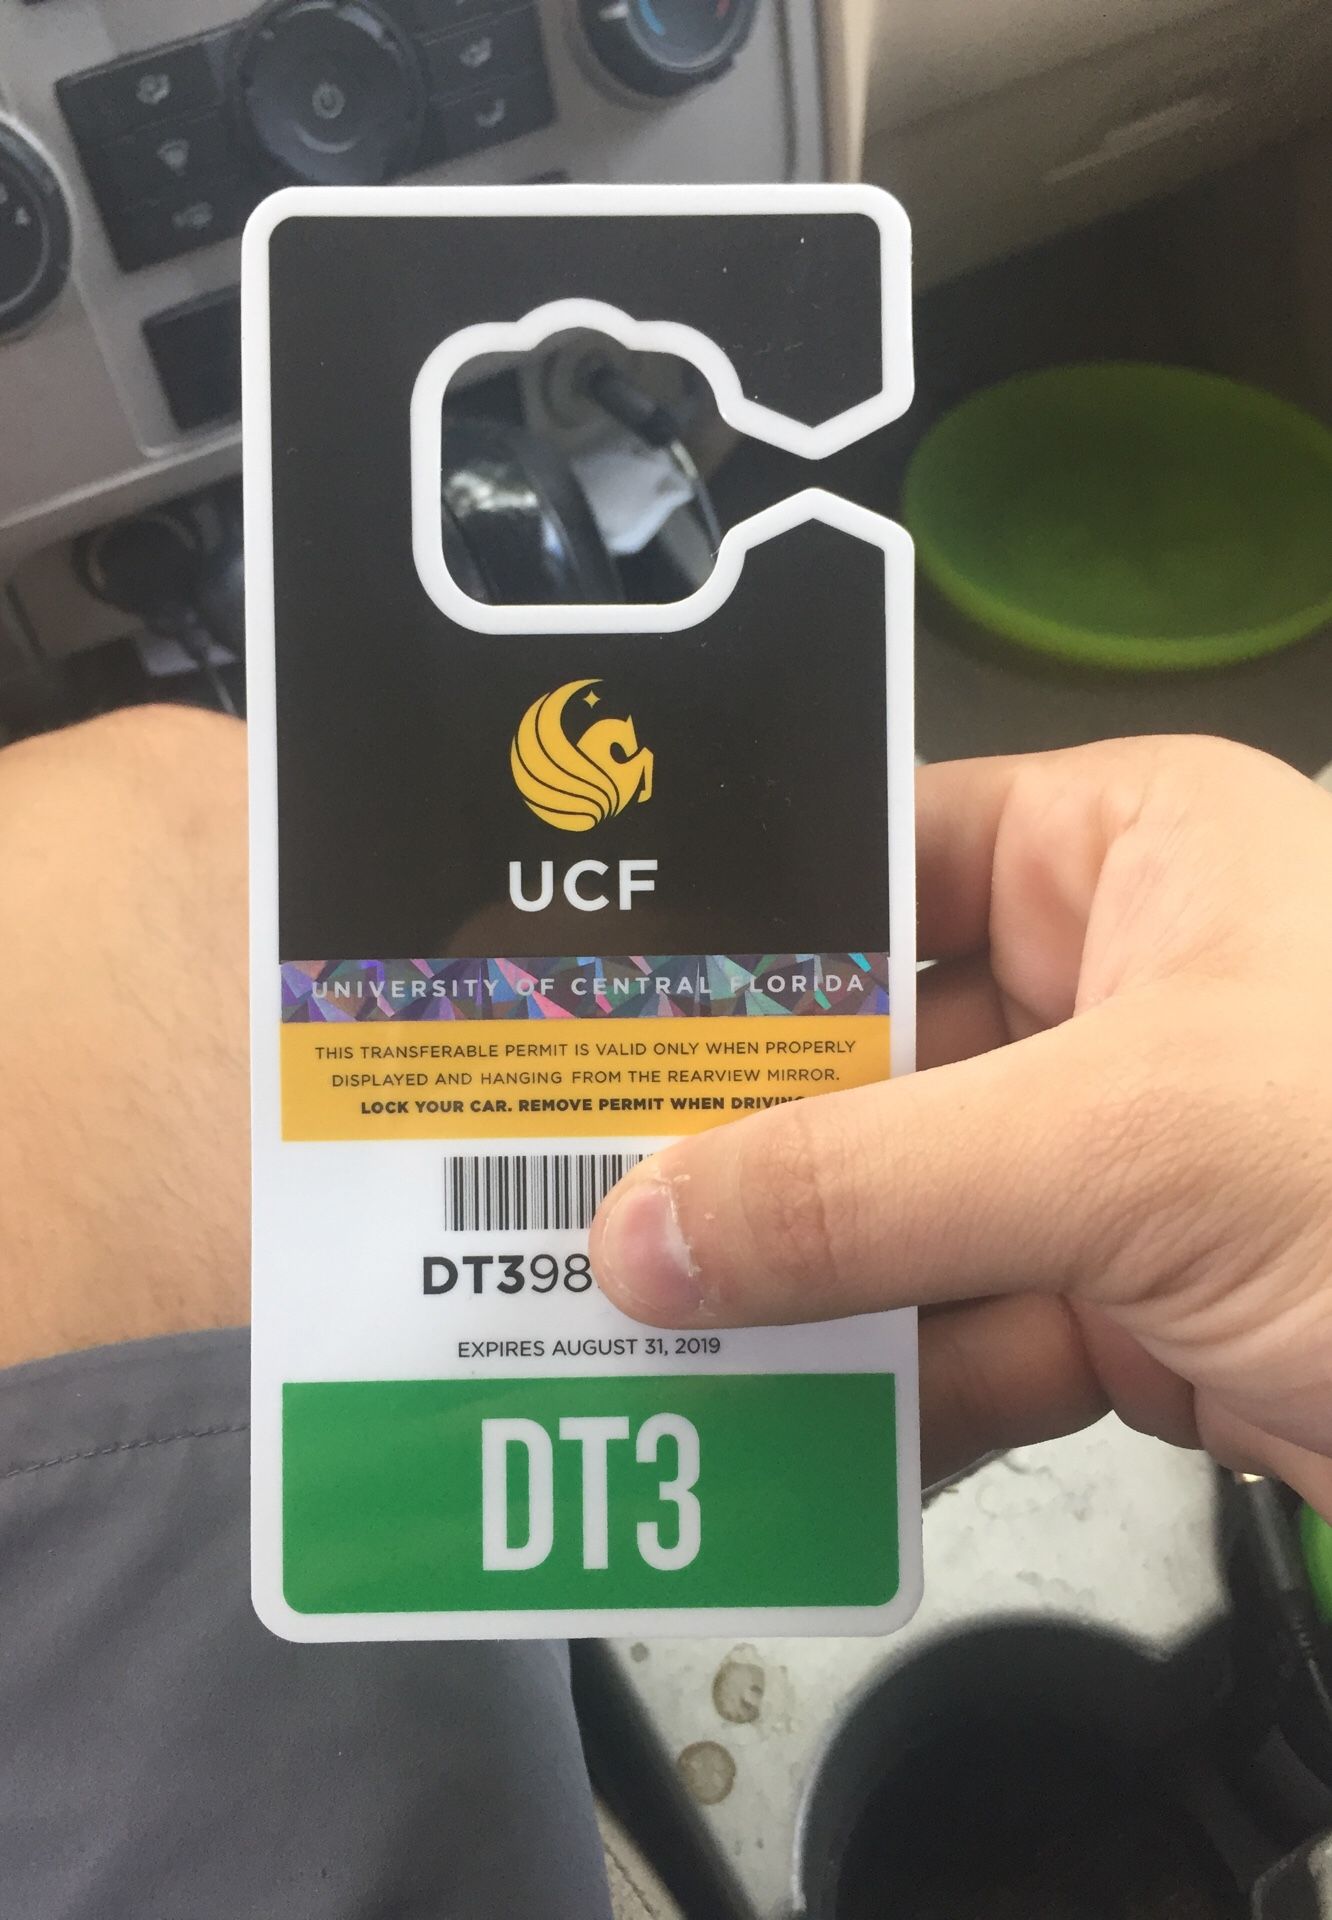 UCF
UNIVERSITY OF CENTRAL FLORIDA
THIS TRANSFERABLE PERMIT IS VALID ONLY WHEN PROPERLY
DISPLAYED AND HANGING FROM THE REARVIEW MIRROR.
LOCK YOUR CAR. REMOVE PERMIT WHEN DRIVING
DT398
EXPIRES AUGUST 31, 2019
DT3